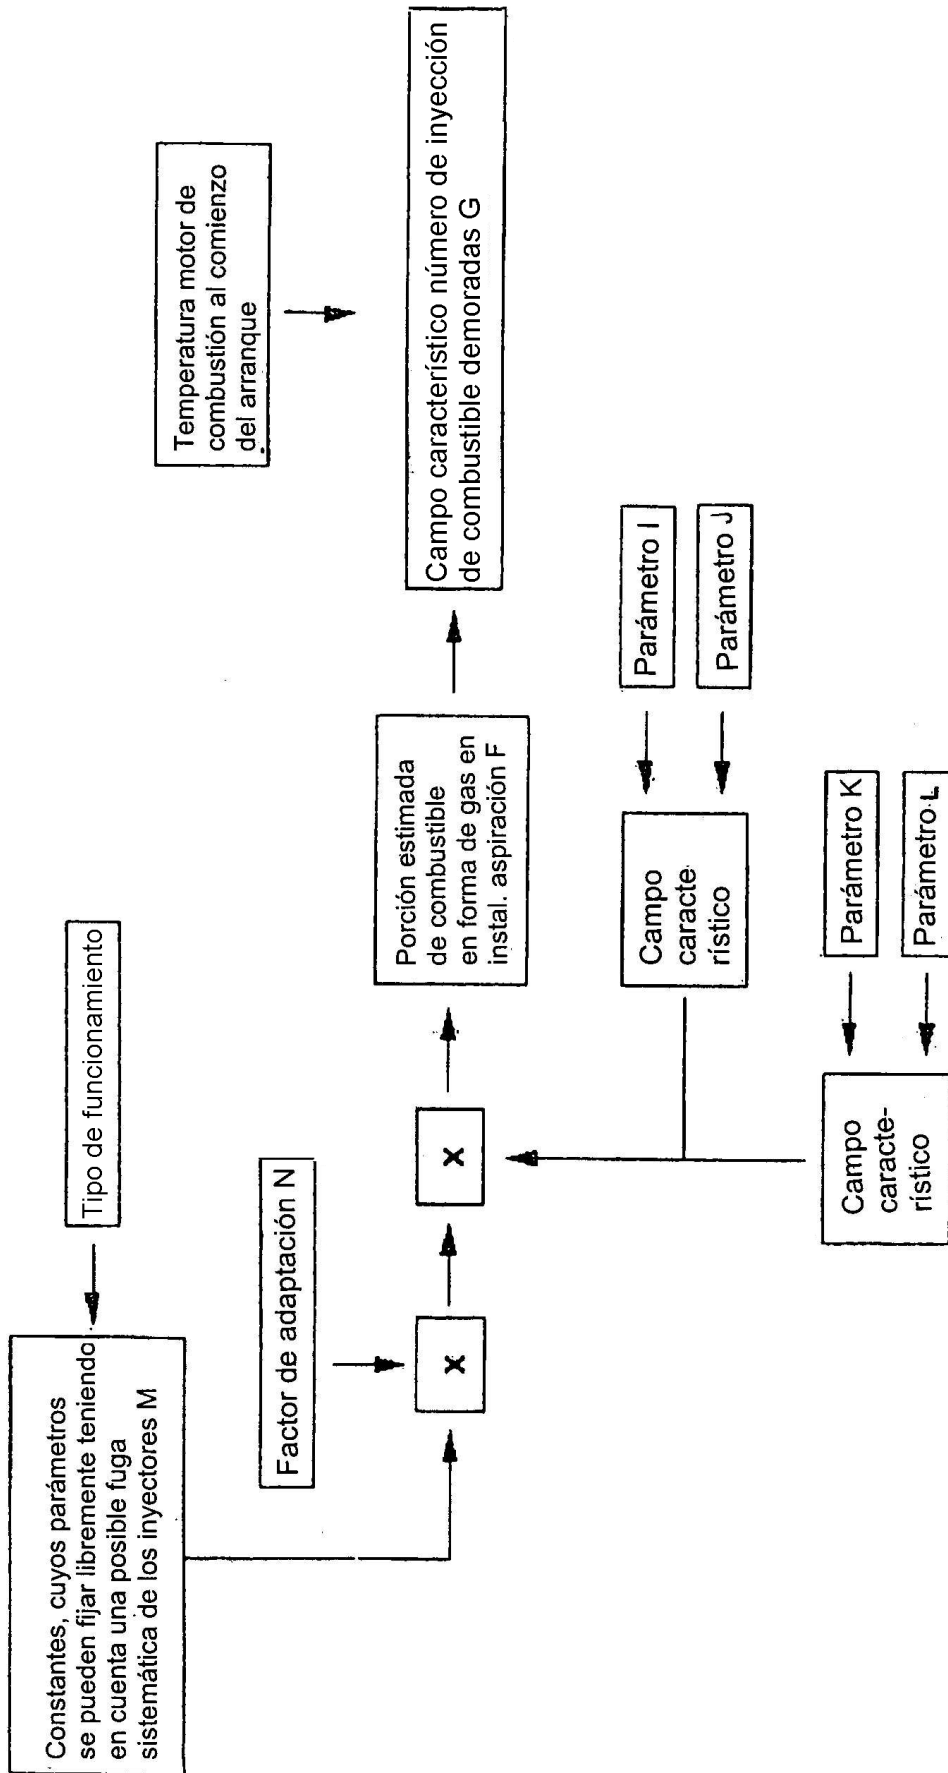 Constantes, cuyos parámetros
se pueden fijar libremente teniendo
en cuenta una posible fuga
sistemática de los inyectores M
Tipo de funcionamiento
Factor de adaptación N
X
X
Porción estimada
de combustible
en forma de gas en
instal. aspiración F
Temperatura motor de
combustión al comienzo
del arranque
Campo característico número de inyección
de combustible demoradas G
Campo
caracte
rístico
Parámetro I
Parámetro J
Campo
caracte-
rístico
Parámetro K
Parámetro L